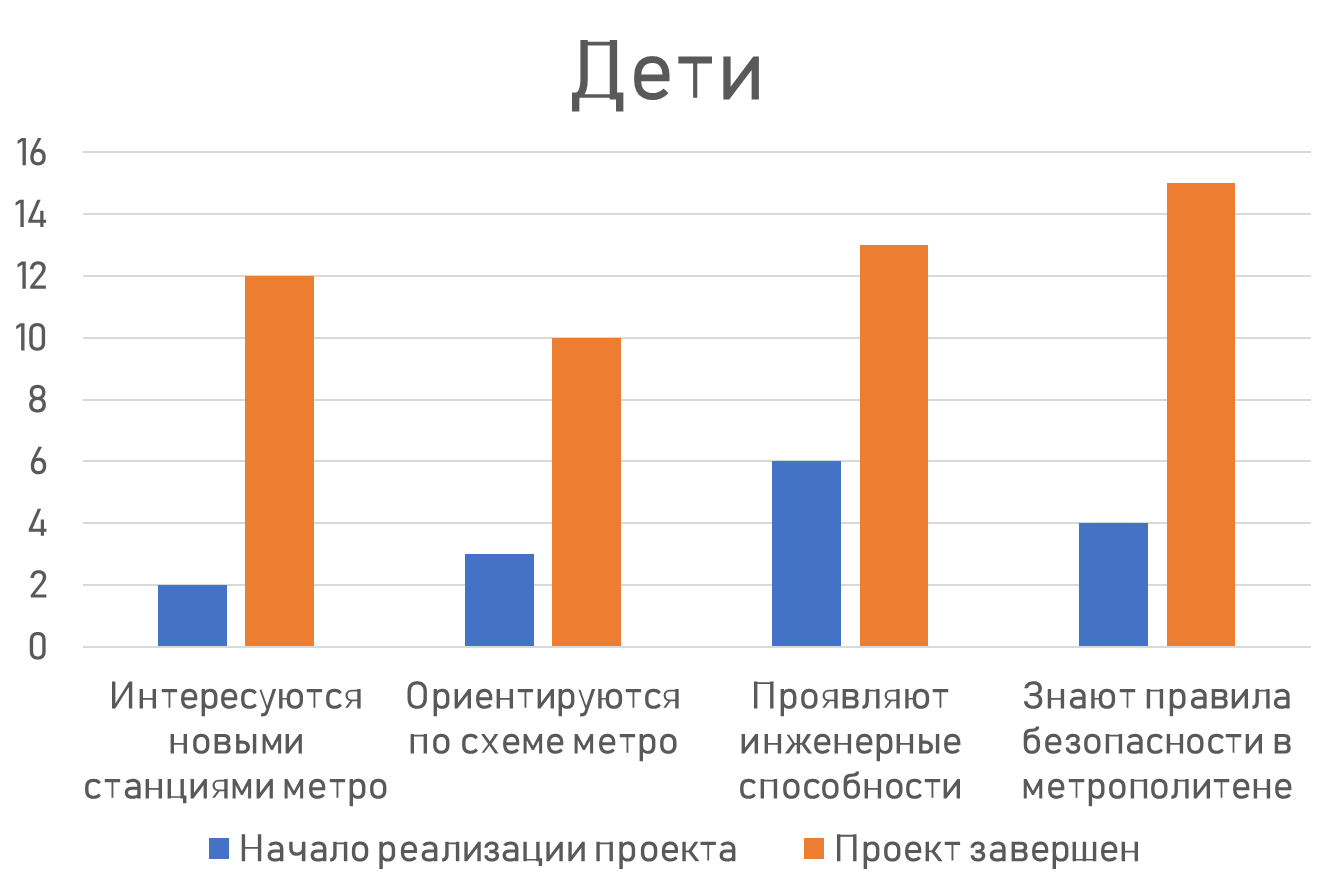 Дети
16
14
12
10
8
6
4
2
0
Интересуются
новыми
станциями метро
Ориентируются
по схеме метро
Проявляют
инженерные
способности
Знают правила
безопасности в
метрополитене
Начало реализации проекта
Проект завершен